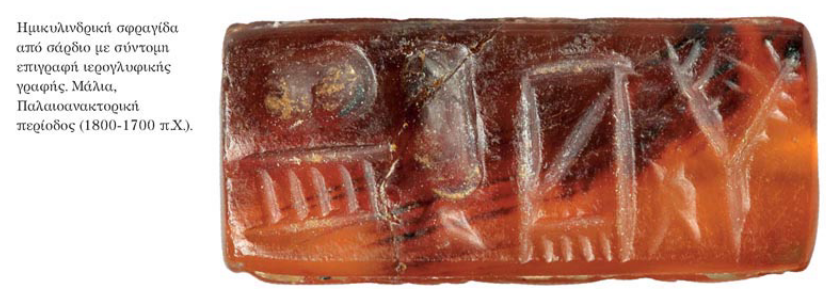 Ημικυλινδρική σφραγίδα
από σάρδιο με σύντομη
επιγραφή ιερογλυφικής
γραφής. Μάλια,
Παλαιοανακτορική
περίοδος (1800-1700 π.Χ.).